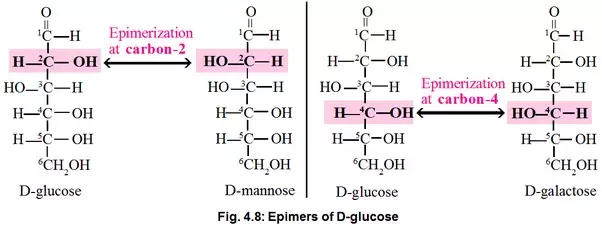 O
1C—H
H—2C—OH
HO—3C—H
H—4C—OH
H—5C—OH
6CH2OH
D-glucose
Epimerization
at carbon-2
O
1C—H
HO—2C—H
HO—3C—H
H—4C—OH
H—5C—OH
6CH2OH
D-mannose
O
1C—H
H—2C—OH
HO—3C—H
H—4C—OH
H—5C—OH
6CH2OH
D-glucose
Epimerization
at carbon-4
O
1C—H
H—2C—OH
HO—3C—H
HO—4C—H
H—5C—OH
6CH2OH
D-galactose
Fig. 4.8: Epimers of D-glucose